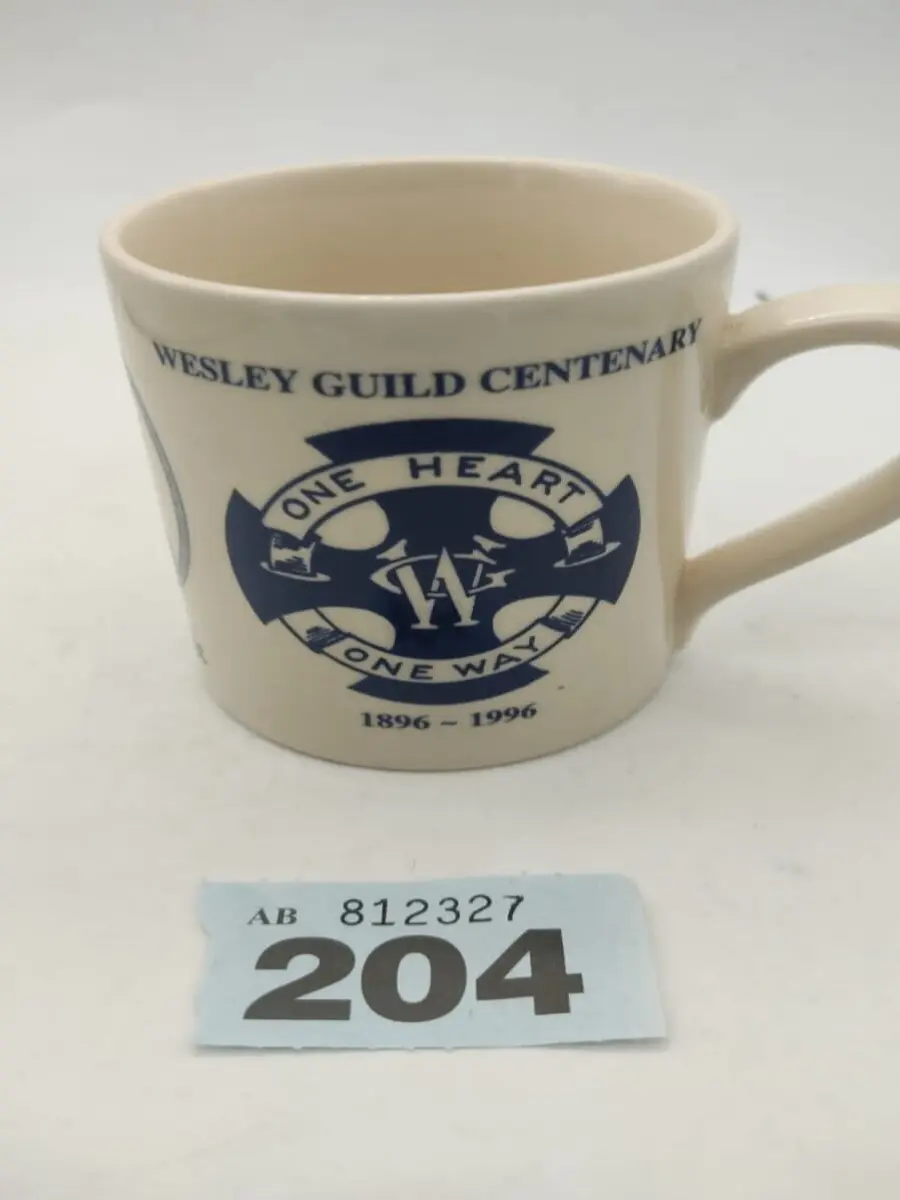 WESLEY GUILD CENTENARY
ONE HEART
WG
ONE WAY
1896 ~ 1996
AB 812327
204